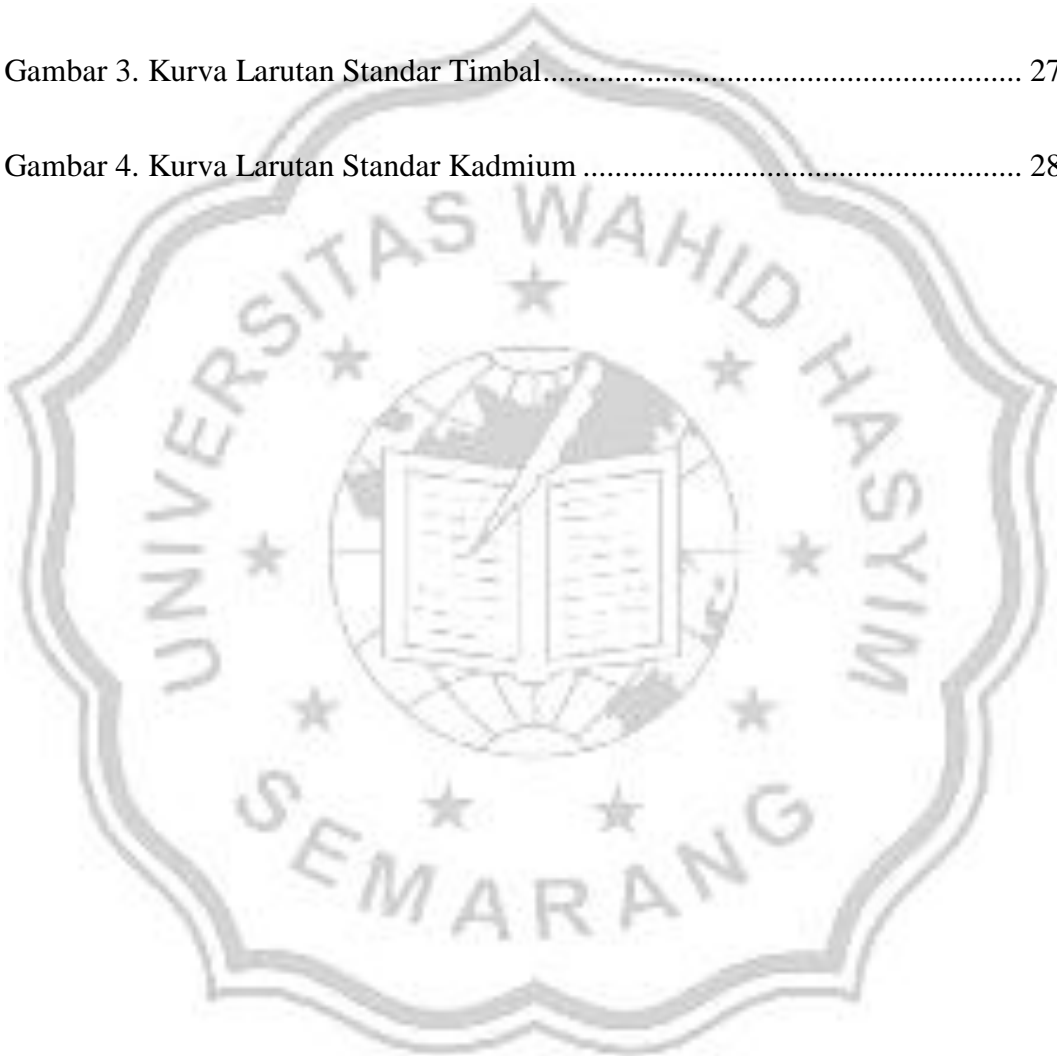 Gambar 3. Kurva Larutan Standar Timbal............................................................ 27
Gambar 4. Kurva Larutan Standar Kadmium ....................................................... 28
UNIVERSITAS WAHID HASYIM
SEMARANG